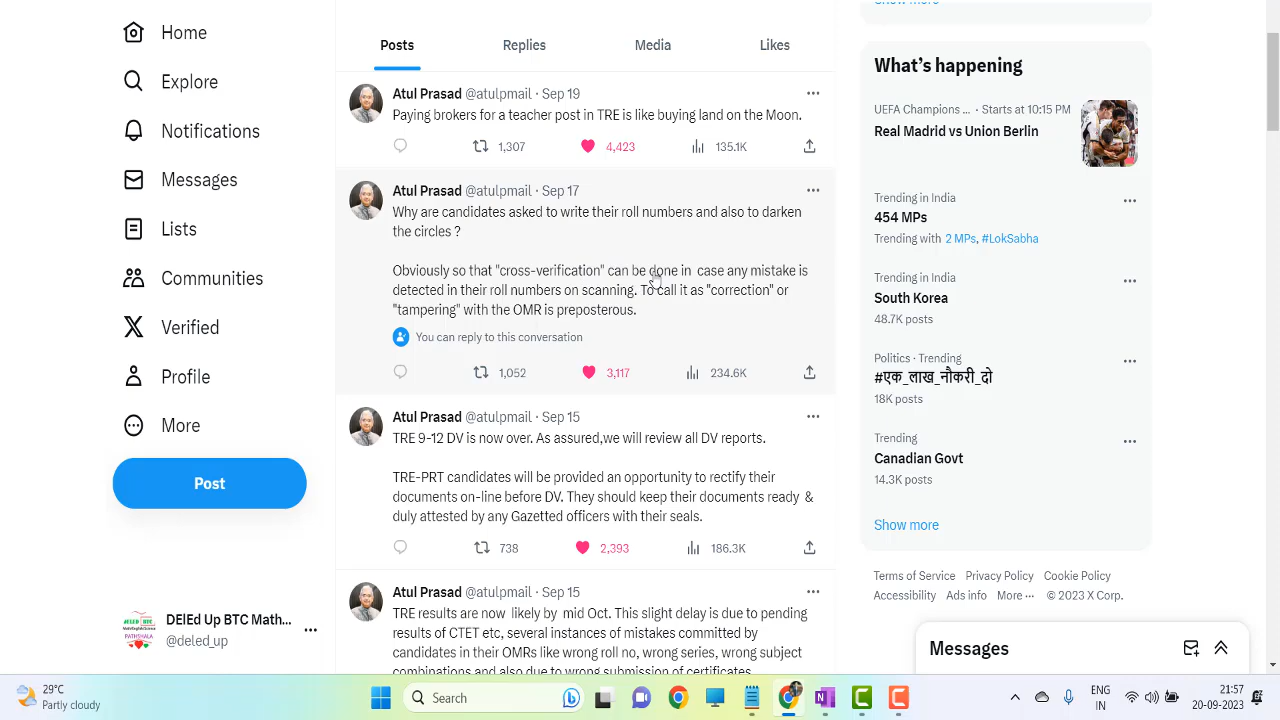 Home
Explore
Notifications
Messages
Lists
Communities
Verified
Profile
More
Post
DElEd Up BTC Math...
@deled_up
Posts
Replies
Media
Likes
Atul Prasad @atulpmail · Sep 19
Paying brokers for a teacher post in TRE is like buying land on the Moon.
1,307
4,423
135.1K
Atul Prasad @atulpmail · Sep 17
Why are candidates asked to write their roll numbers and also to darken
the circles ?
Obviously so that "cross-verification" can be done in case any mistake is
detected in their roll numbers on scanning. To call it as "correction" or
"tampering" with the OMR is preposterous.
You can reply to this conversation
1,052
3,117
234.6K
Atul Prasad @atulpmail · Sep 15
TRE 9-12 DV is now over. As assured,we will review all DV reports.
TRE-PRT candidates will be provided an opportunity to rectify their
documents on-line before DV. They should keep their documents ready &
duly attested by any Gazetted officers with their seals.
738
2,393
186.3K
Atul Prasad @atulpmail · Sep 15
TRE results are now likely by mid Oct. This slight delay is due to pending
results of CTET etc, several instances of mistakes committed by
candidates in their OMRs like wrong roll no, wrong series, wrong subject
combinations and also due to wrong submission of certificates
Show more
What's happening
UEFA Champions ... · Starts at 10:15 PM
Real Madrid vs Union Berlin
Trending in India
454 MPs
Trending with 2 MPs, #LokSabha
Trending in India
South Korea
48.7K posts
Politics · Trending
#एक_लाख_नौकरी_दो
18K posts
Trending
Canadian Govt
14.3K posts
Show more
Terms of Service Privacy Policy Cookie Policy
Accessibility Ads info More ··· © 2023 X Corp.
Messages
29°C
Partly cloudy
Search
ENG
IN
21:57
20-09-2023